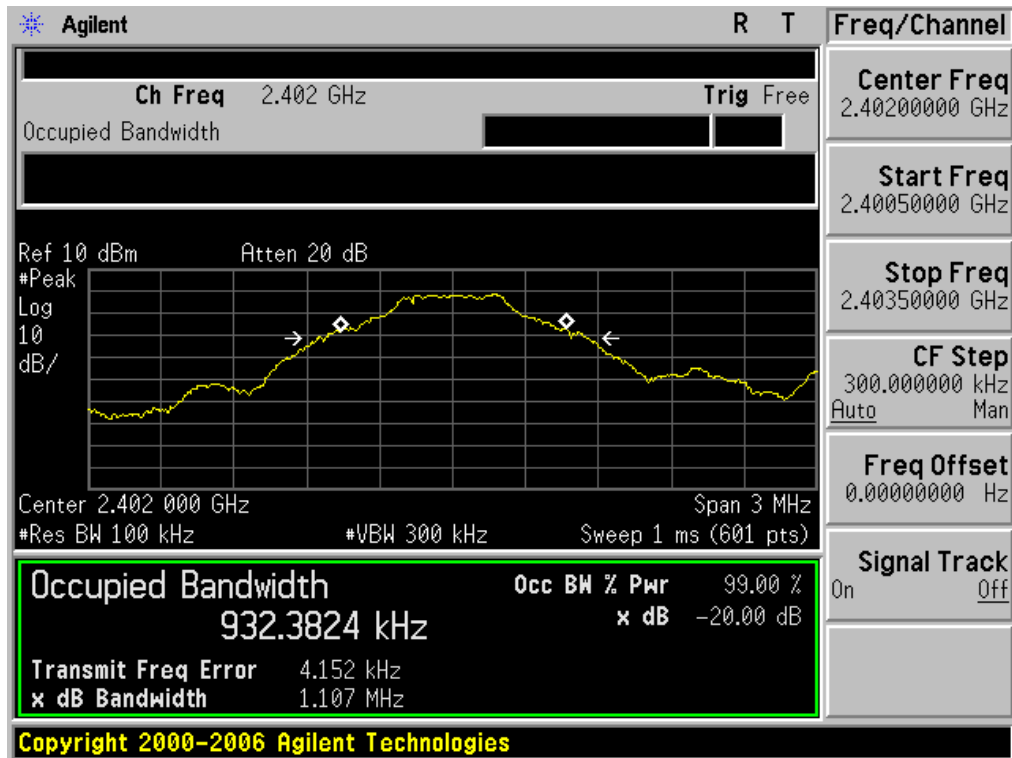 Agilent R T
Freq/Channel
Ch Freq 2.402 GHz Trig Free
Occupied Bandwidth
Ref 10 dBm Atten 20 dB
#Peak
Log
10
dB/
Center 2.402 000 GHz Span 3 MHz
#Res BW 100 kHz #VBW 300 kHz Sweep 1 ms (601 pts)
Occupied Bandwidth
932.3824 kHz
Occ BW % Pwr 99.00 %
x dB -20.00 dB
Transmit Freq Error 4.152 kHz
x dB Bandwidth 1.107 MHz
Center Freq
2.40200000 GHz
Start Freq
2.40050000 GHz
Stop Freq
2.40350000 GHz
CF Step
300.000000 kHz
Auto Man
Freq Offset
0.00000000 Hz
Signal Track
On Off
Copyright 2000-2006 Agilent Technologies